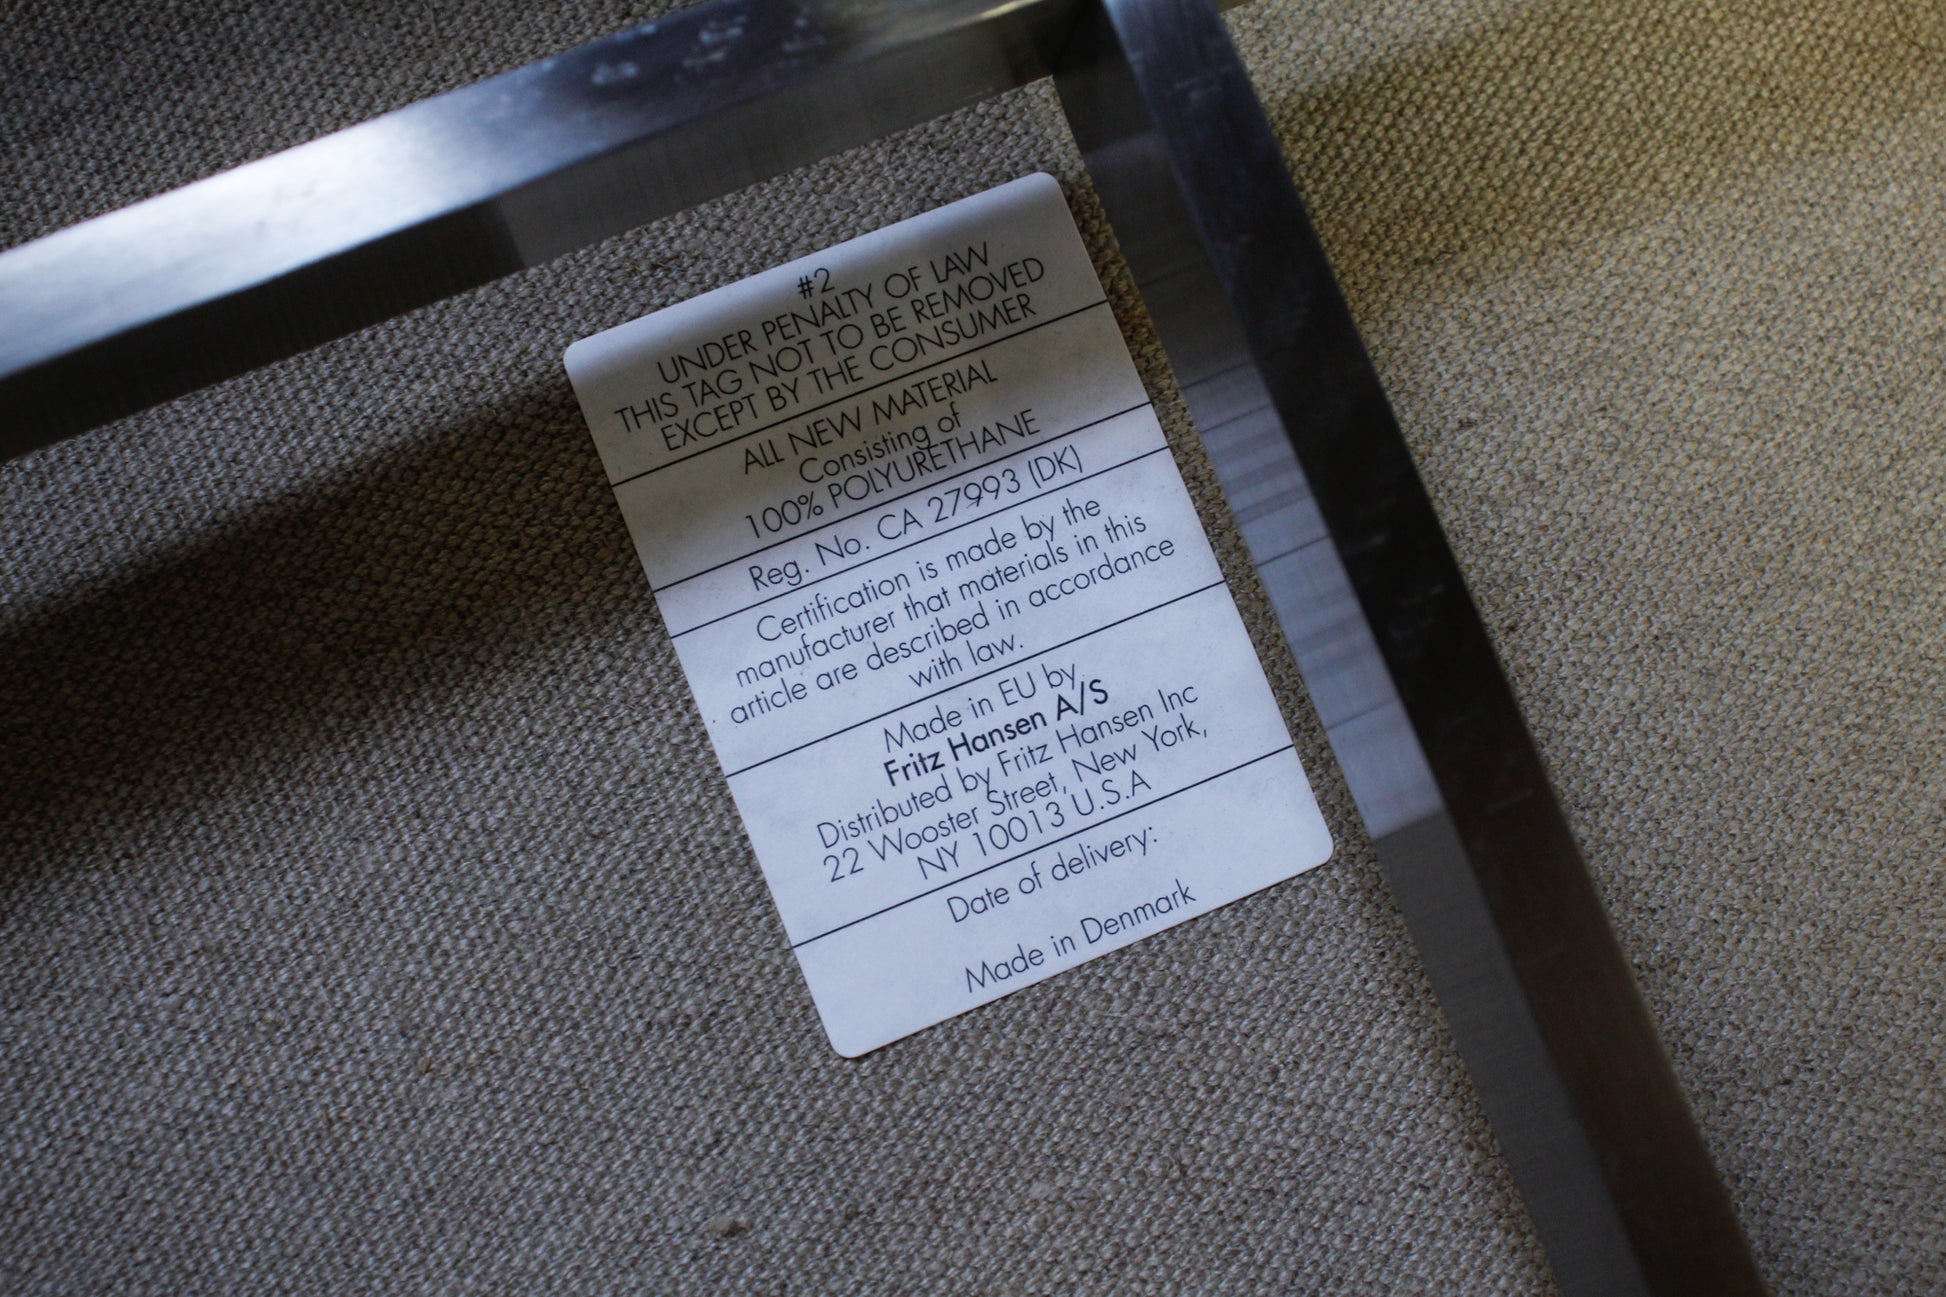 #2
UNDER PENALTY OF LAW
THIS TAG NOT TO BE REMOVED
EXCEPT BY THE CONSUMER
ALL NEW MATERIAL
Consisting of
100% POLYURETHANE
Reg. No. CA 27993 (DK)
Certification is made by the
manufacturer that materials in this
article are described in accordance
with law.
Made in EU by
Fritz Hansen A/S
Distributed by Fritz Hansen Inc
22 Wooster Street, New York,
NY 10013 U.S.A
Date of delivery:
Made in Denmark